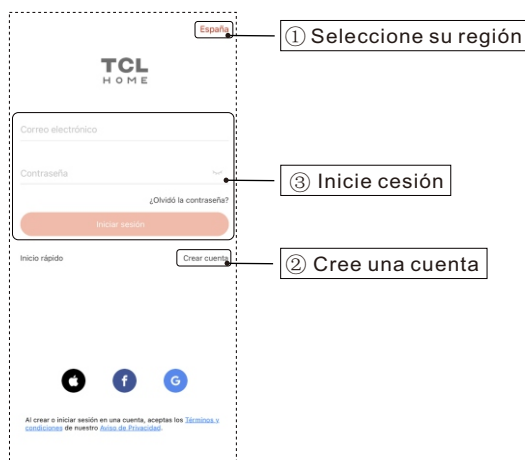 España
① Seleccione su región
TCL
HOME
Correo electrónico
Contraseña
③ Inicie cesión
¿Olvidó la contraseña?
Iniciar sesión
Inicio rápido
Crear cuenta
② Cree una cuenta
Al crear o iniciar sesión en una cuenta, aceptas los Términos y
condiciones de nuestro Aviso de Privacidad.